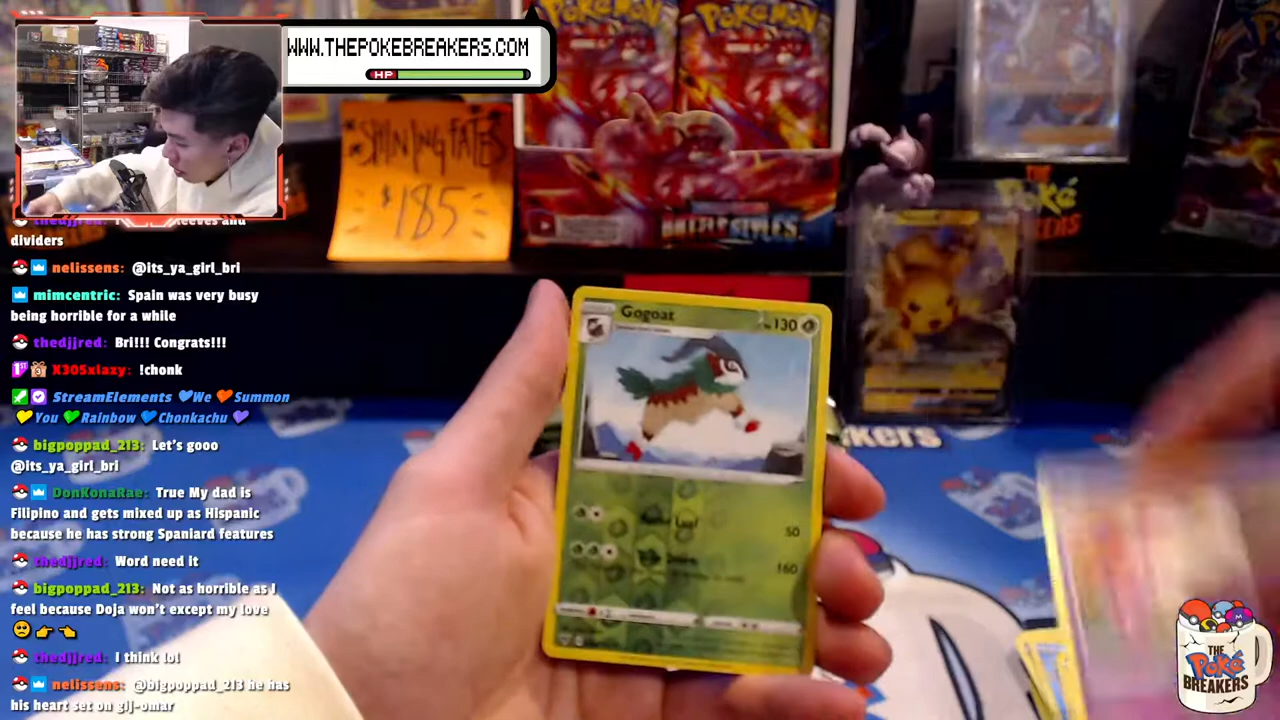 WWW.THEPOKEBREAKERS.COM
HP
Pokémon
Pokémon
SHINING FATES
$185
BATTLE STYLES
Poké
dividers
nelissens: @its_ya_girl_bri
mimcentric: Spain was very busy
being horrible for a while
thedjjred: Bri!!! Congrats!!!
X305xlazy: !chonk
StreamElements 💙We 🧡Summon
💛You 💚Rainbow 💙Chonkachu 💜
bigpoppad_213: Let's gooo
@its_ya_girl_bri
DonKonaRae: True My dad is
Filipino and gets mixed up as Hispanic
because he has strong Spaniard features
thedjjred: Word need it
bigpoppad_213: Not as horrible as I
feel because Doja won't except my love
🥺 👉 👈
thedjjred: I think lol
nelissens: @bigpoppad_213 he has
his heart set on gij-omar
Gogoat
130
50
160
THE
Poké
BREAKERS